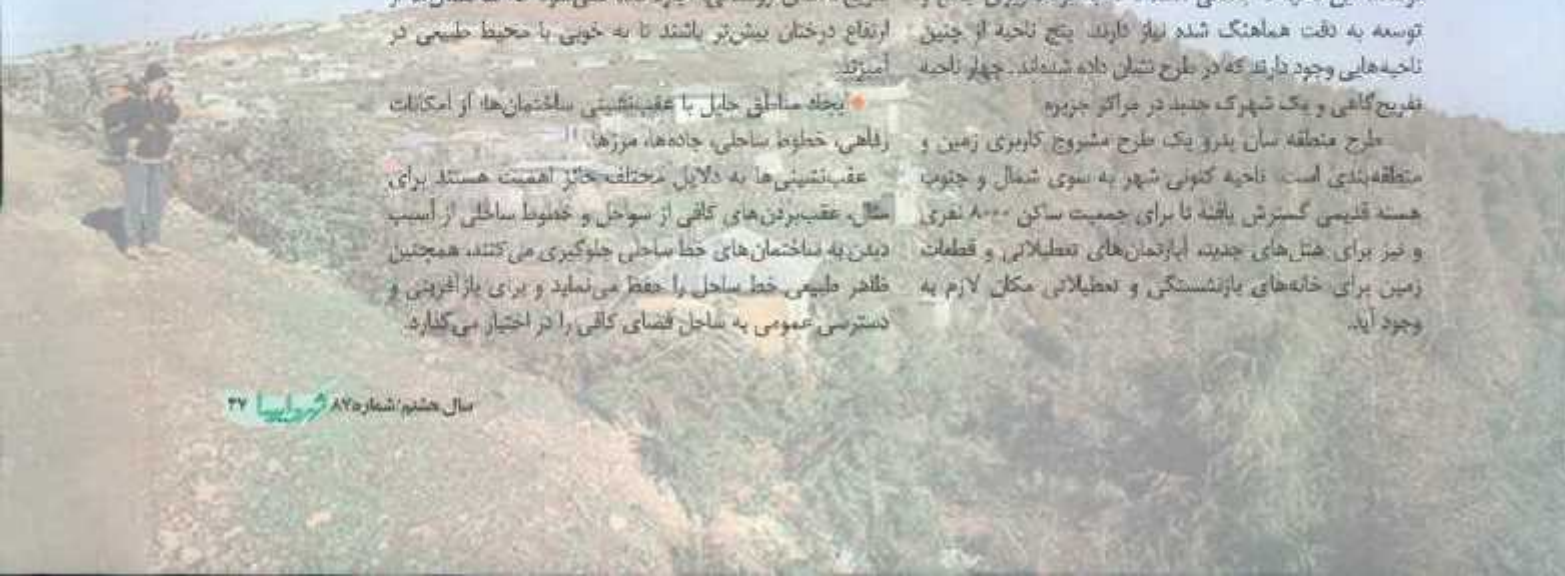 توسعه به دقت هماهنگ شده نیاز دارند. پنج ناحیه از چنین
ناحیه‌هایی وجود دارند که در طرح نشان داده شده‌اند. چهار ناحیه
تفریح‌گاهی و یک شهرک جدید در مراکز جزیره
طرح منطقه سان پدرو یک طرح مشروح کاربری زمین و
منطقه‌بندی است. ناحیه کنونی شهر به سوی شمال و جنوب
هسته قدیمی گسترش یافته تا برای جمعیت ساکن ۸۰۰۰ نفری
و نیز برای هتل‌های جدید، آپارتمان‌های تعطیلاتی و قطعات
زمین برای خانه‌های بازنشستگی و تعطیلاتی مکان لازم به
وجود آید.
ارتفاع درختان بیش‌تر باشند تا به خوبی با محیط طبیعی در
آمیزند.
ایجاد مناطق حایل با عقب‌نشینی ساختمان‌ها: از امکانات
رفاهی، خطوط ساحلی، جاده‌ها، مرزها.
عقب‌نشینی‌ها به دلایل مختلف حائز اهمیت هستند برای
مثال، عقب‌بردن‌های کافی از سواحل و خطوط ساحلی از آسیب
دیدن به ساختمان‌های خط ساحلی جلوگیری می‌کنند، همچنین
ظاهر طبیعی خط ساحل را حفظ می‌نماید و برای بازآفرینی و
دسترسی عمومی به ساحل فضای کافی را در اختیار می‌گذارد.
سال هشتم/شماره ۸۷ ۳۷